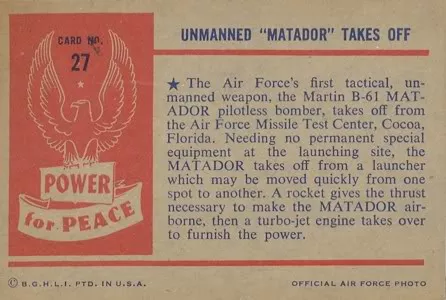 CARD NO.
27
POWER
for PEACE
UNMANNED "MATADOR" TAKES OFF
★ The Air Force's first tactical, un-
manned weapon, the Martin B-61 MAT-
ADOR pilotless bomber, takes off from
the Air Force Missile Test Center, Cocoa,
Florida. Needing no permanent special
equipment at the launching site, the
MATADOR takes off from a launcher
which may be moved quickly from one
spot to another. A rocket gives the thrust
necessary to make the MATADOR air-
borne, then a turbo-jet engine takes over
to furnish the power.
© B.G.H.L.I. PTD. IN U.S.A.
OFFICIAL AIR FORCE PHOTO